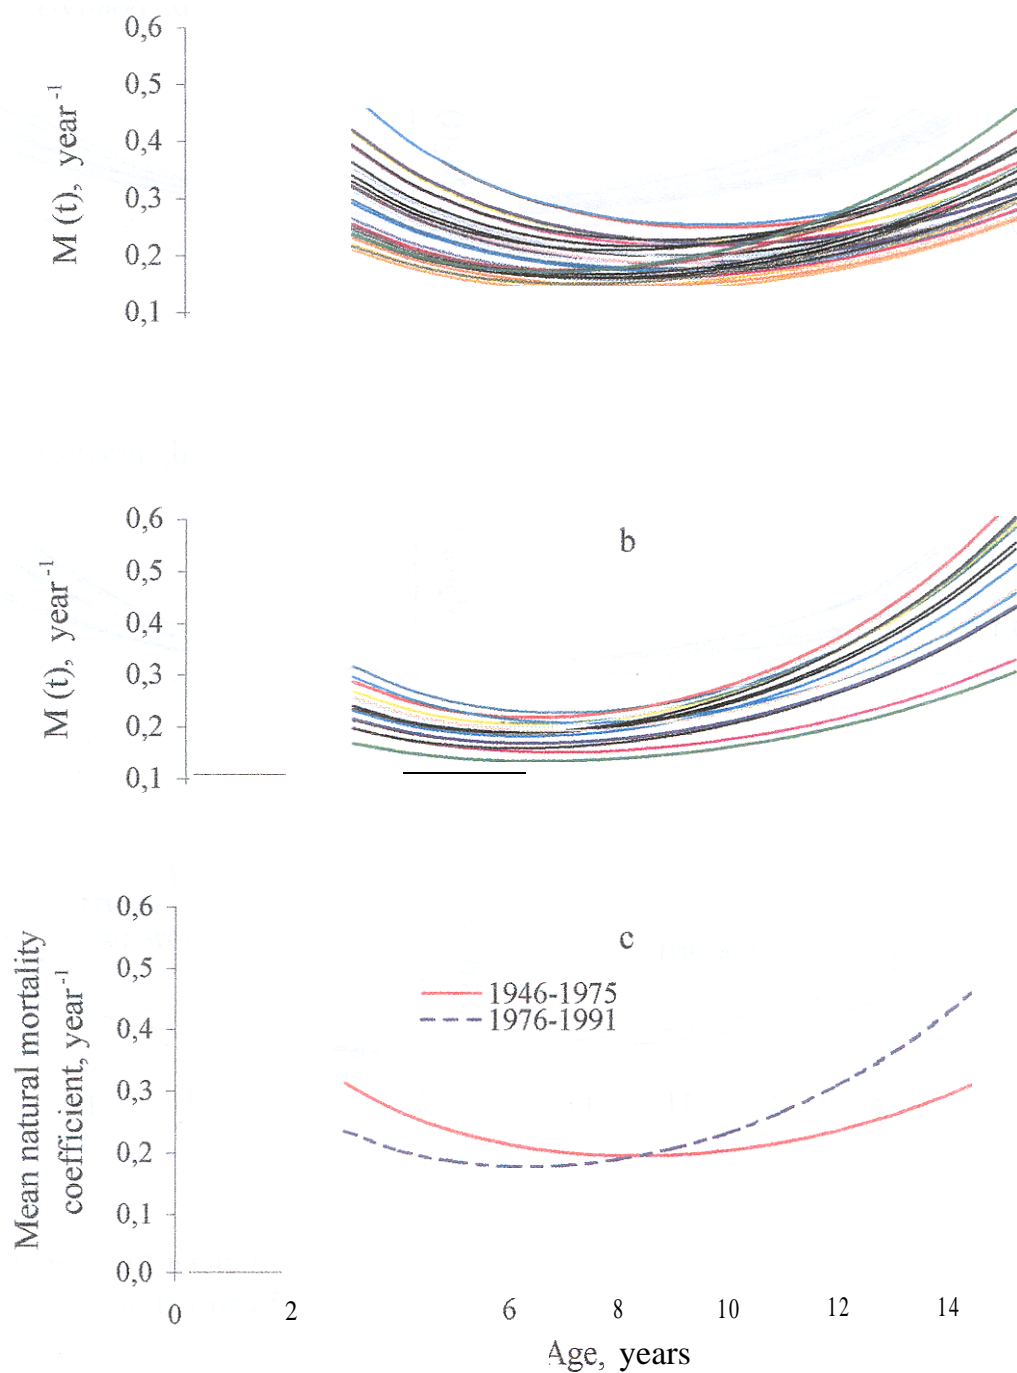 0,6
0,5
0,4
0,3
0,2
0,1
M (t), year-1
b
0,6
0,5
0,4
0,3
0,2
0,1
M (t), year-1
c
0,6
0,5
0,4
0,3
0,2
0,1
0,0
Mean natural mortality
coefficient, year-1
1946-1975
1976-1991
0 2 6 8 10 12 14
Age, years